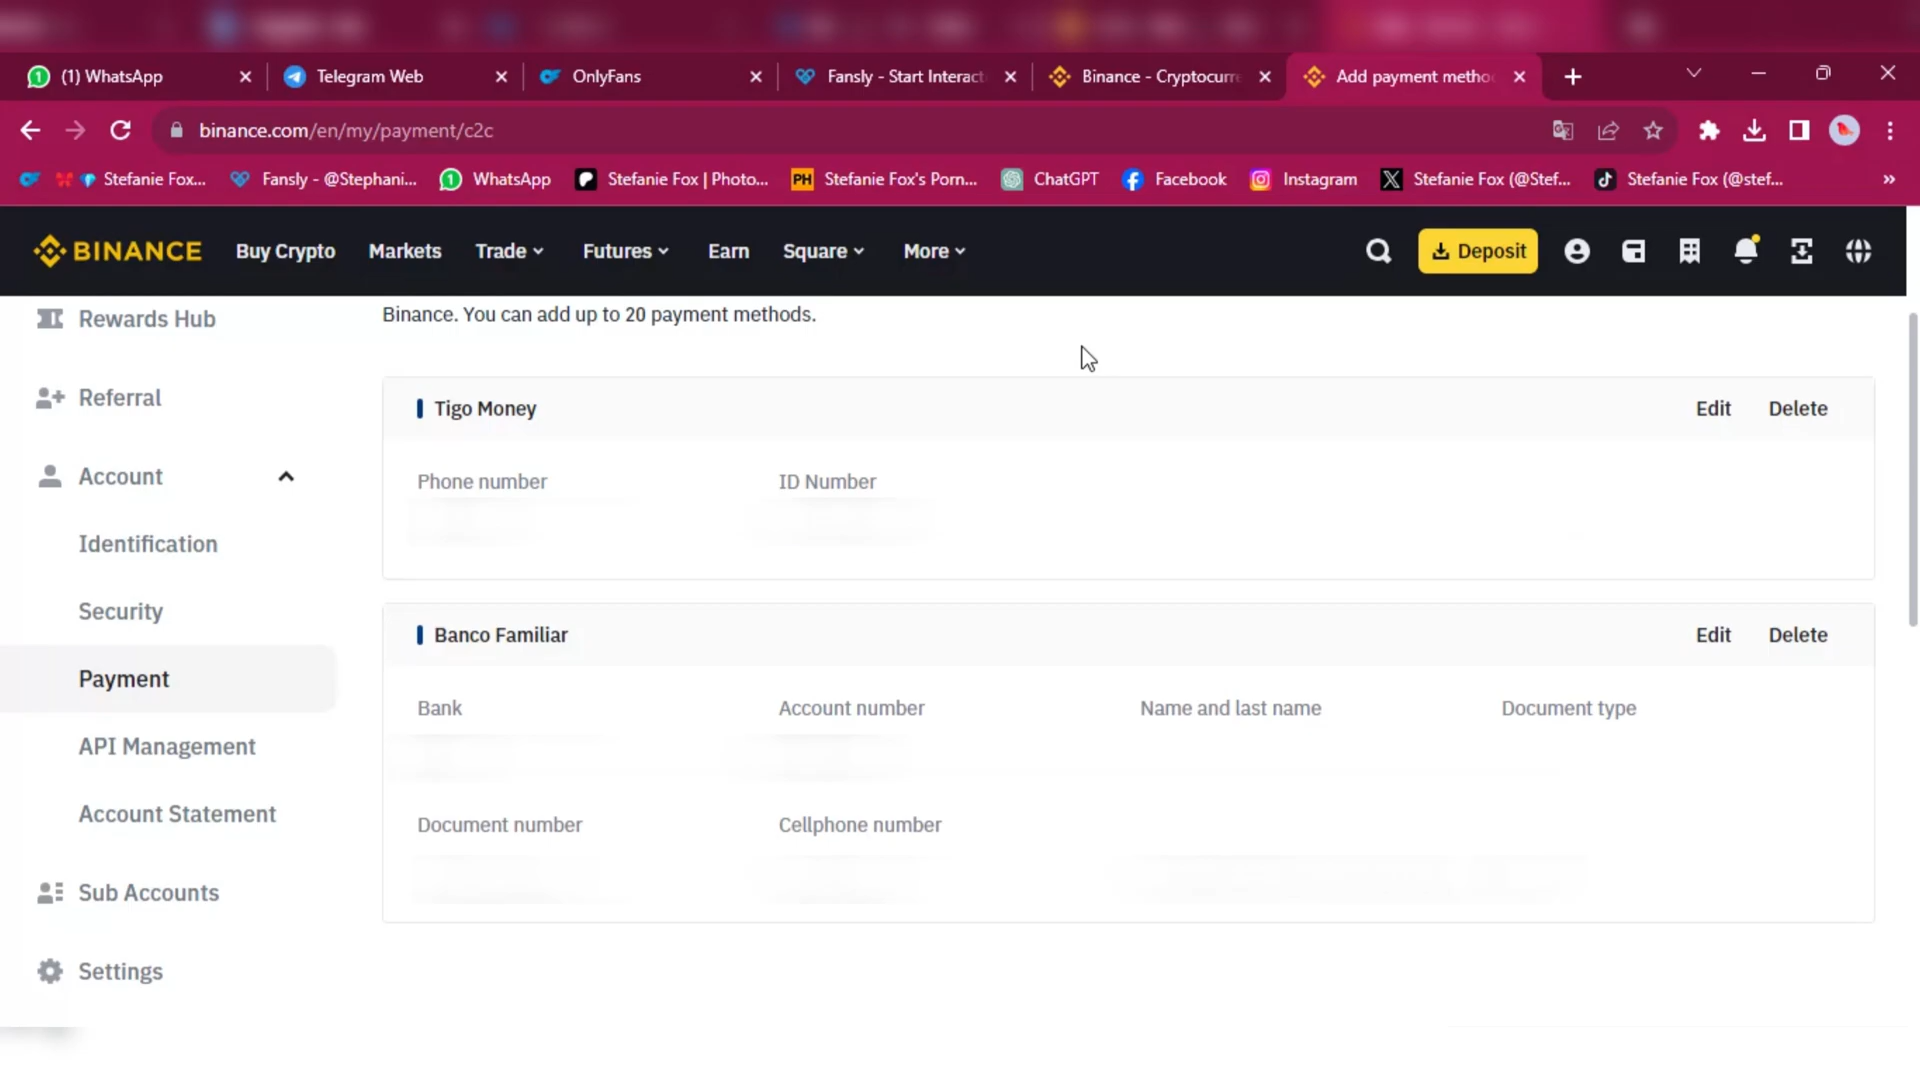 (1) WhatsApp
Telegram Web
OnlyFans
Fansly - Start Interact
Binance - Cryptocurre
Add payment metho
binance.com/en/my/payment/c2c
Stefanie Fox...
Fansly - @Stephani...
WhatsApp
Stefanie Fox | Photo...
PH Stefanie Fox's Porn...
ChatGPT
Facebook
Instagram
Stefanie Fox (@Stef...
Stefanie Fox (@stef...
BINANCE Buy Crypto Markets Trade Futures Earn Square More Deposit
Rewards Hub
Referral
Account
Identification
Security
Payment
API Management
Account Statement
Sub Accounts
Settings
Binance. You can add up to 20 payment methods.
Tigo Money Edit Delete
Phone number ID Number
Banco Familiar Edit Delete
Bank Account number Name and last name Document type
Document number Cellphone number